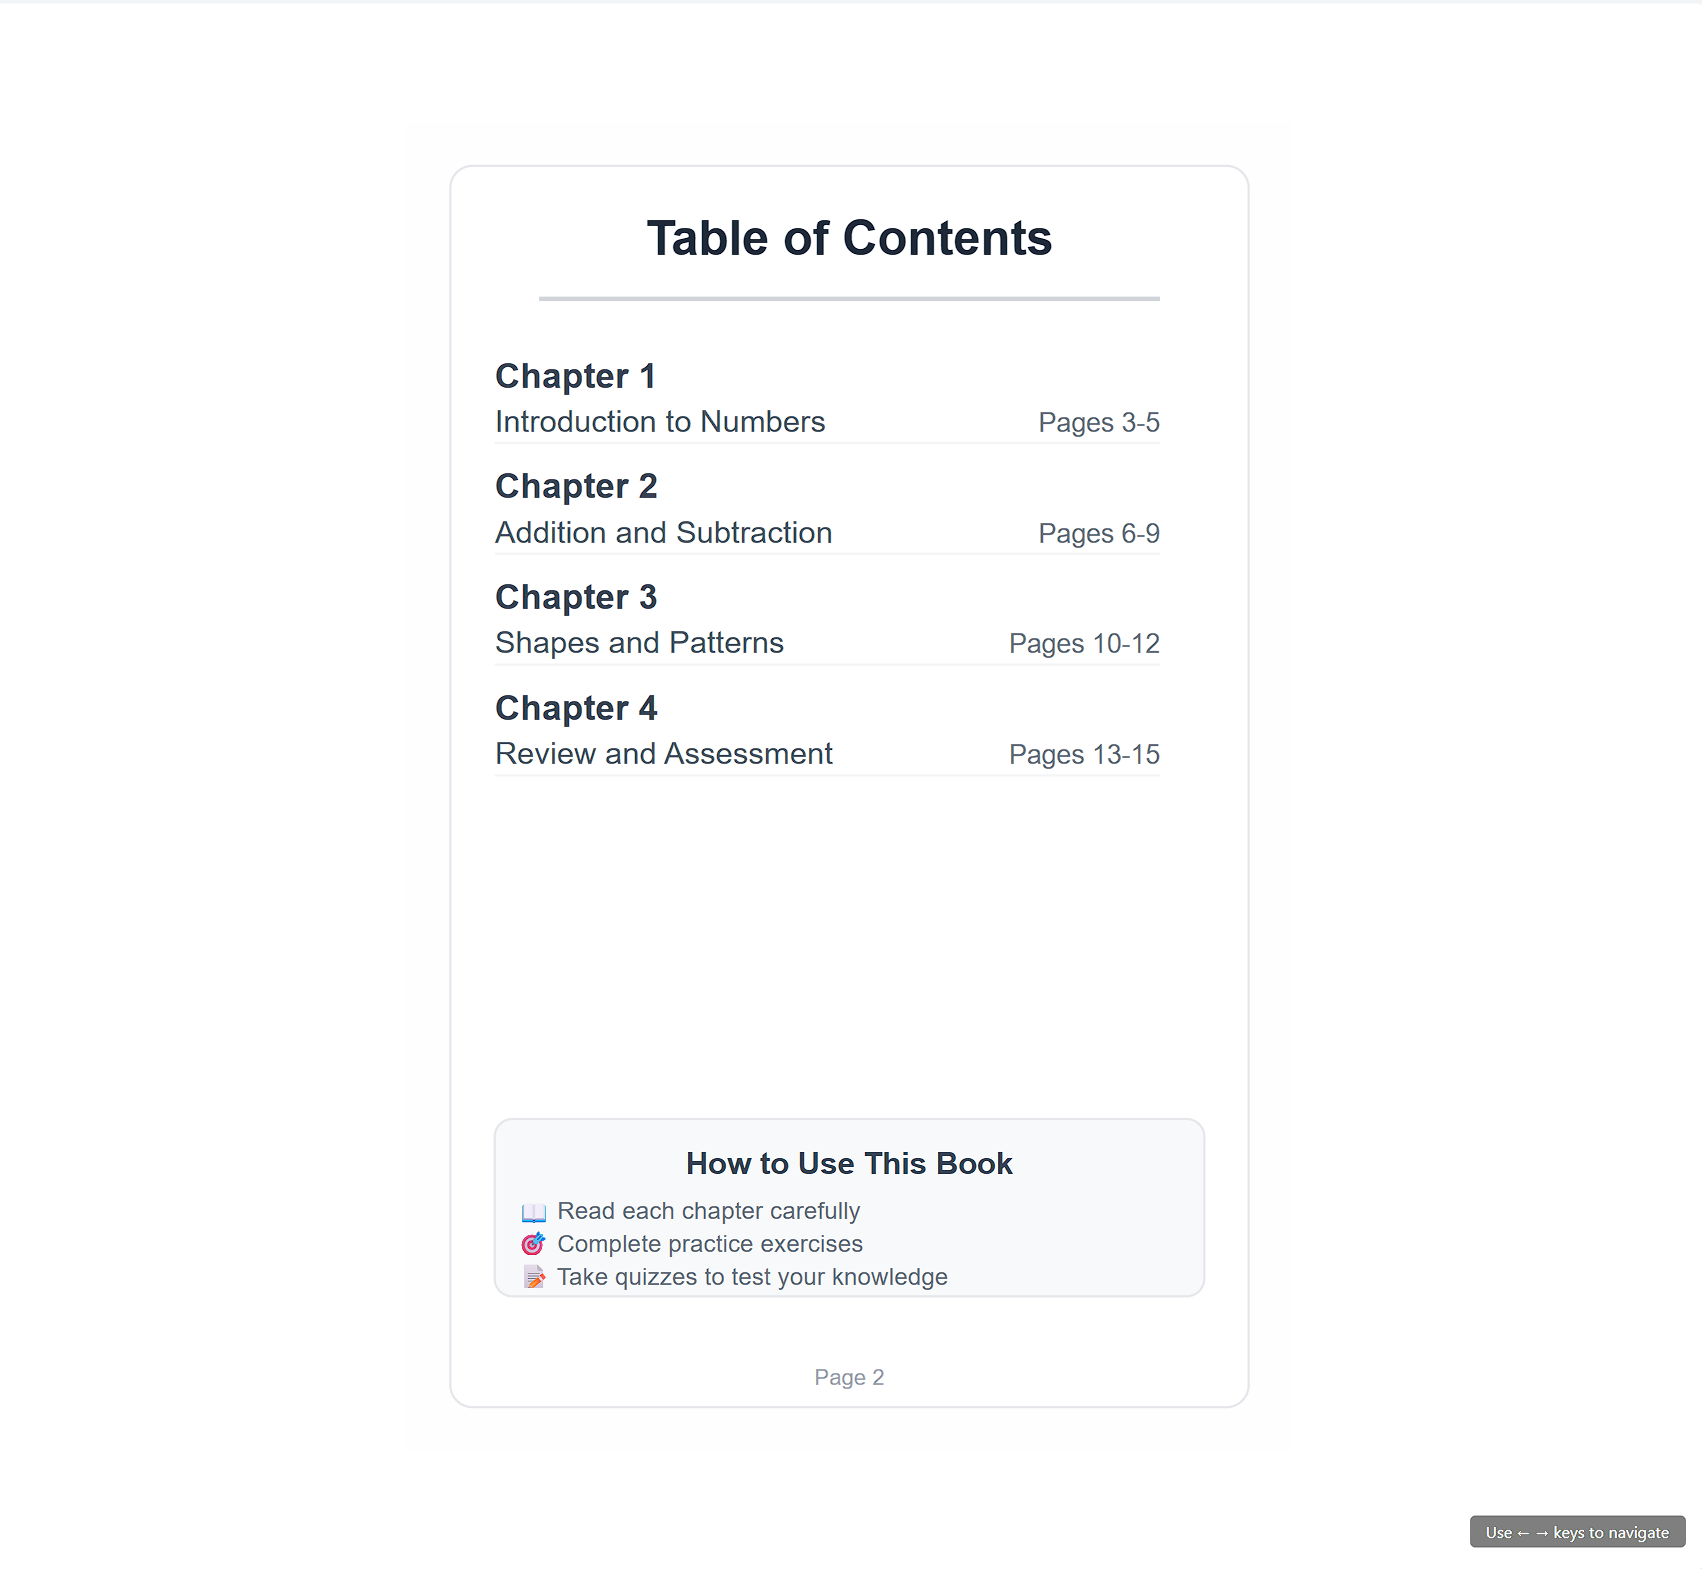 Table of Contents
Chapter 1
Introduction to Numbers Pages 3-5
Chapter 2
Addition and Subtraction Pages 6-9
Chapter 3
Shapes and Patterns Pages 10-12
Chapter 4
Review and Assessment Pages 13-15
How to Use This Book
📖 Read each chapter carefully
🎯 Complete practice exercises
📝 Take quizzes to test your knowledge
Page 2
Use ← → keys to navigate